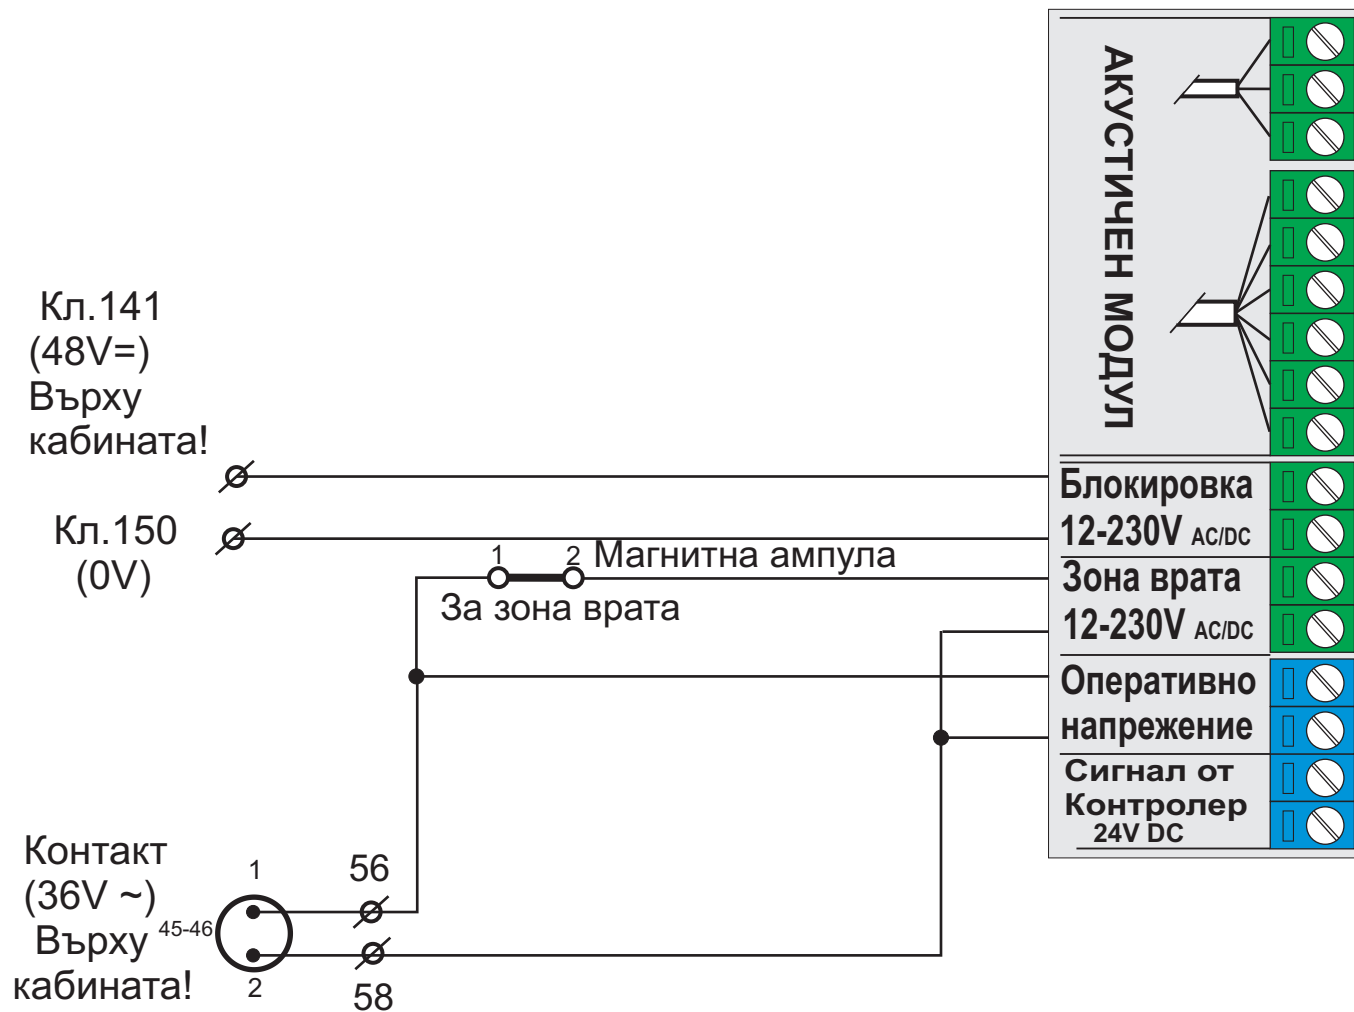 АКУСТИЧЕН МОДУЛ
Кл.141
(48V=)
Върху
кабината!
Кл.150
(0V)
Блокировка
12-230V AC/DC
1 2 Магнитна ампула
За зона врата
Зона врата
12-230V AC/DC
Оперативно
напрежение
Сигнал от
Контролер
24V DC
Контакт
(36V ~)
Върху
кабината!
45-46
1
2
56
58